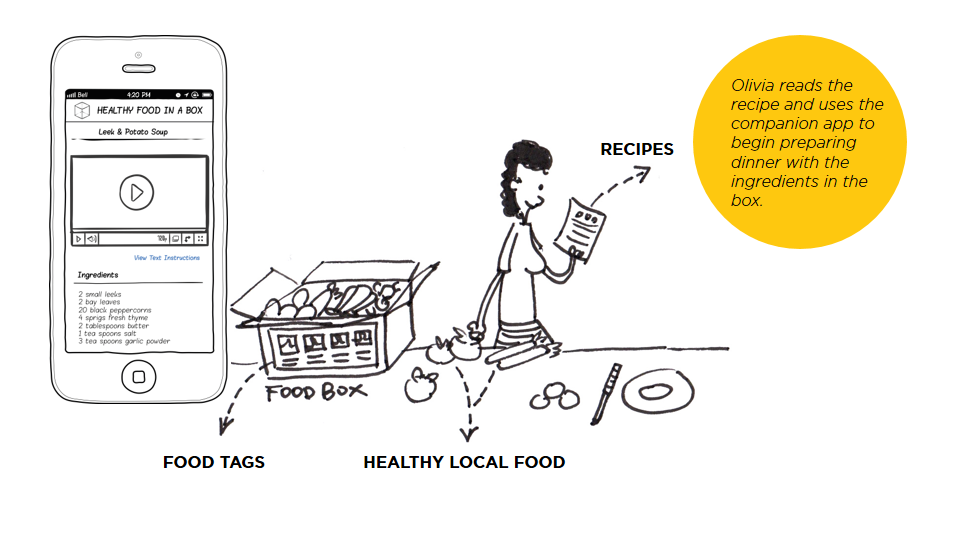 Bell 4:20 PM
HEALTHY FOOD IN A BOX
Leek & Potato Soup
View Text Instructions
Ingredients
2 small leeks
2 bay leaves
20 black peppercorns
4 sprigs fresh thyme
2 tablespoons butter
1 tea spoons salt
3 tea spoons garlic powder
FOOD BOX
FOOD TAGS
HEALTHY LOCAL FOOD
RECIPES
Olivia reads the
recipe and uses the
companion app to
begin preparing
dinner with the
ingredients in the
box.